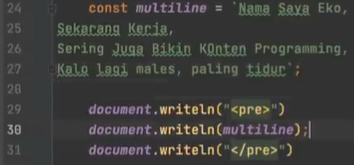 24 const multiline = `Nama Saya Eko,
25 Sekarang Kerja,
26 Sering Juga Bikin KOnten Programming,
27 Kalo lagi males, paling tidur`;
28
29 document.writeln("<pre>")
30 document.writeln(multiline);
31 document.writeln("</pre>")